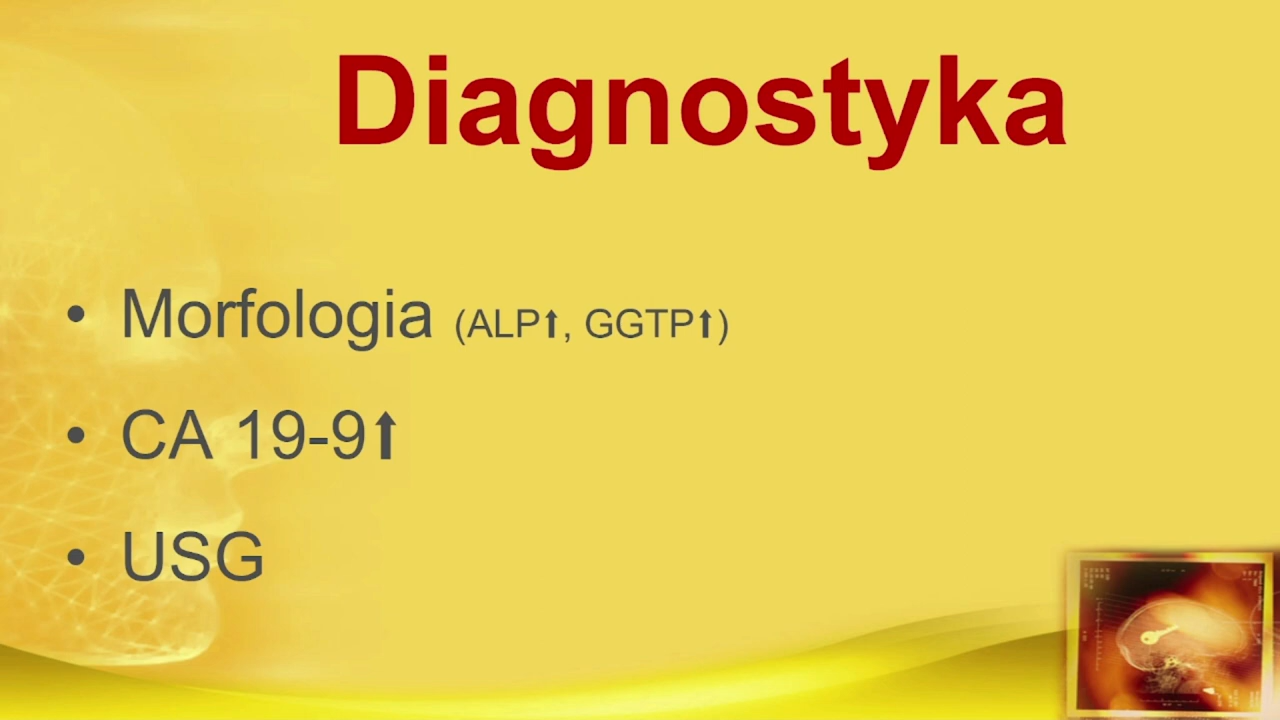 Diagnostyka
• Morfologia (ALP⬆, GGTP⬆)
• CA 19-9⬆
• USG